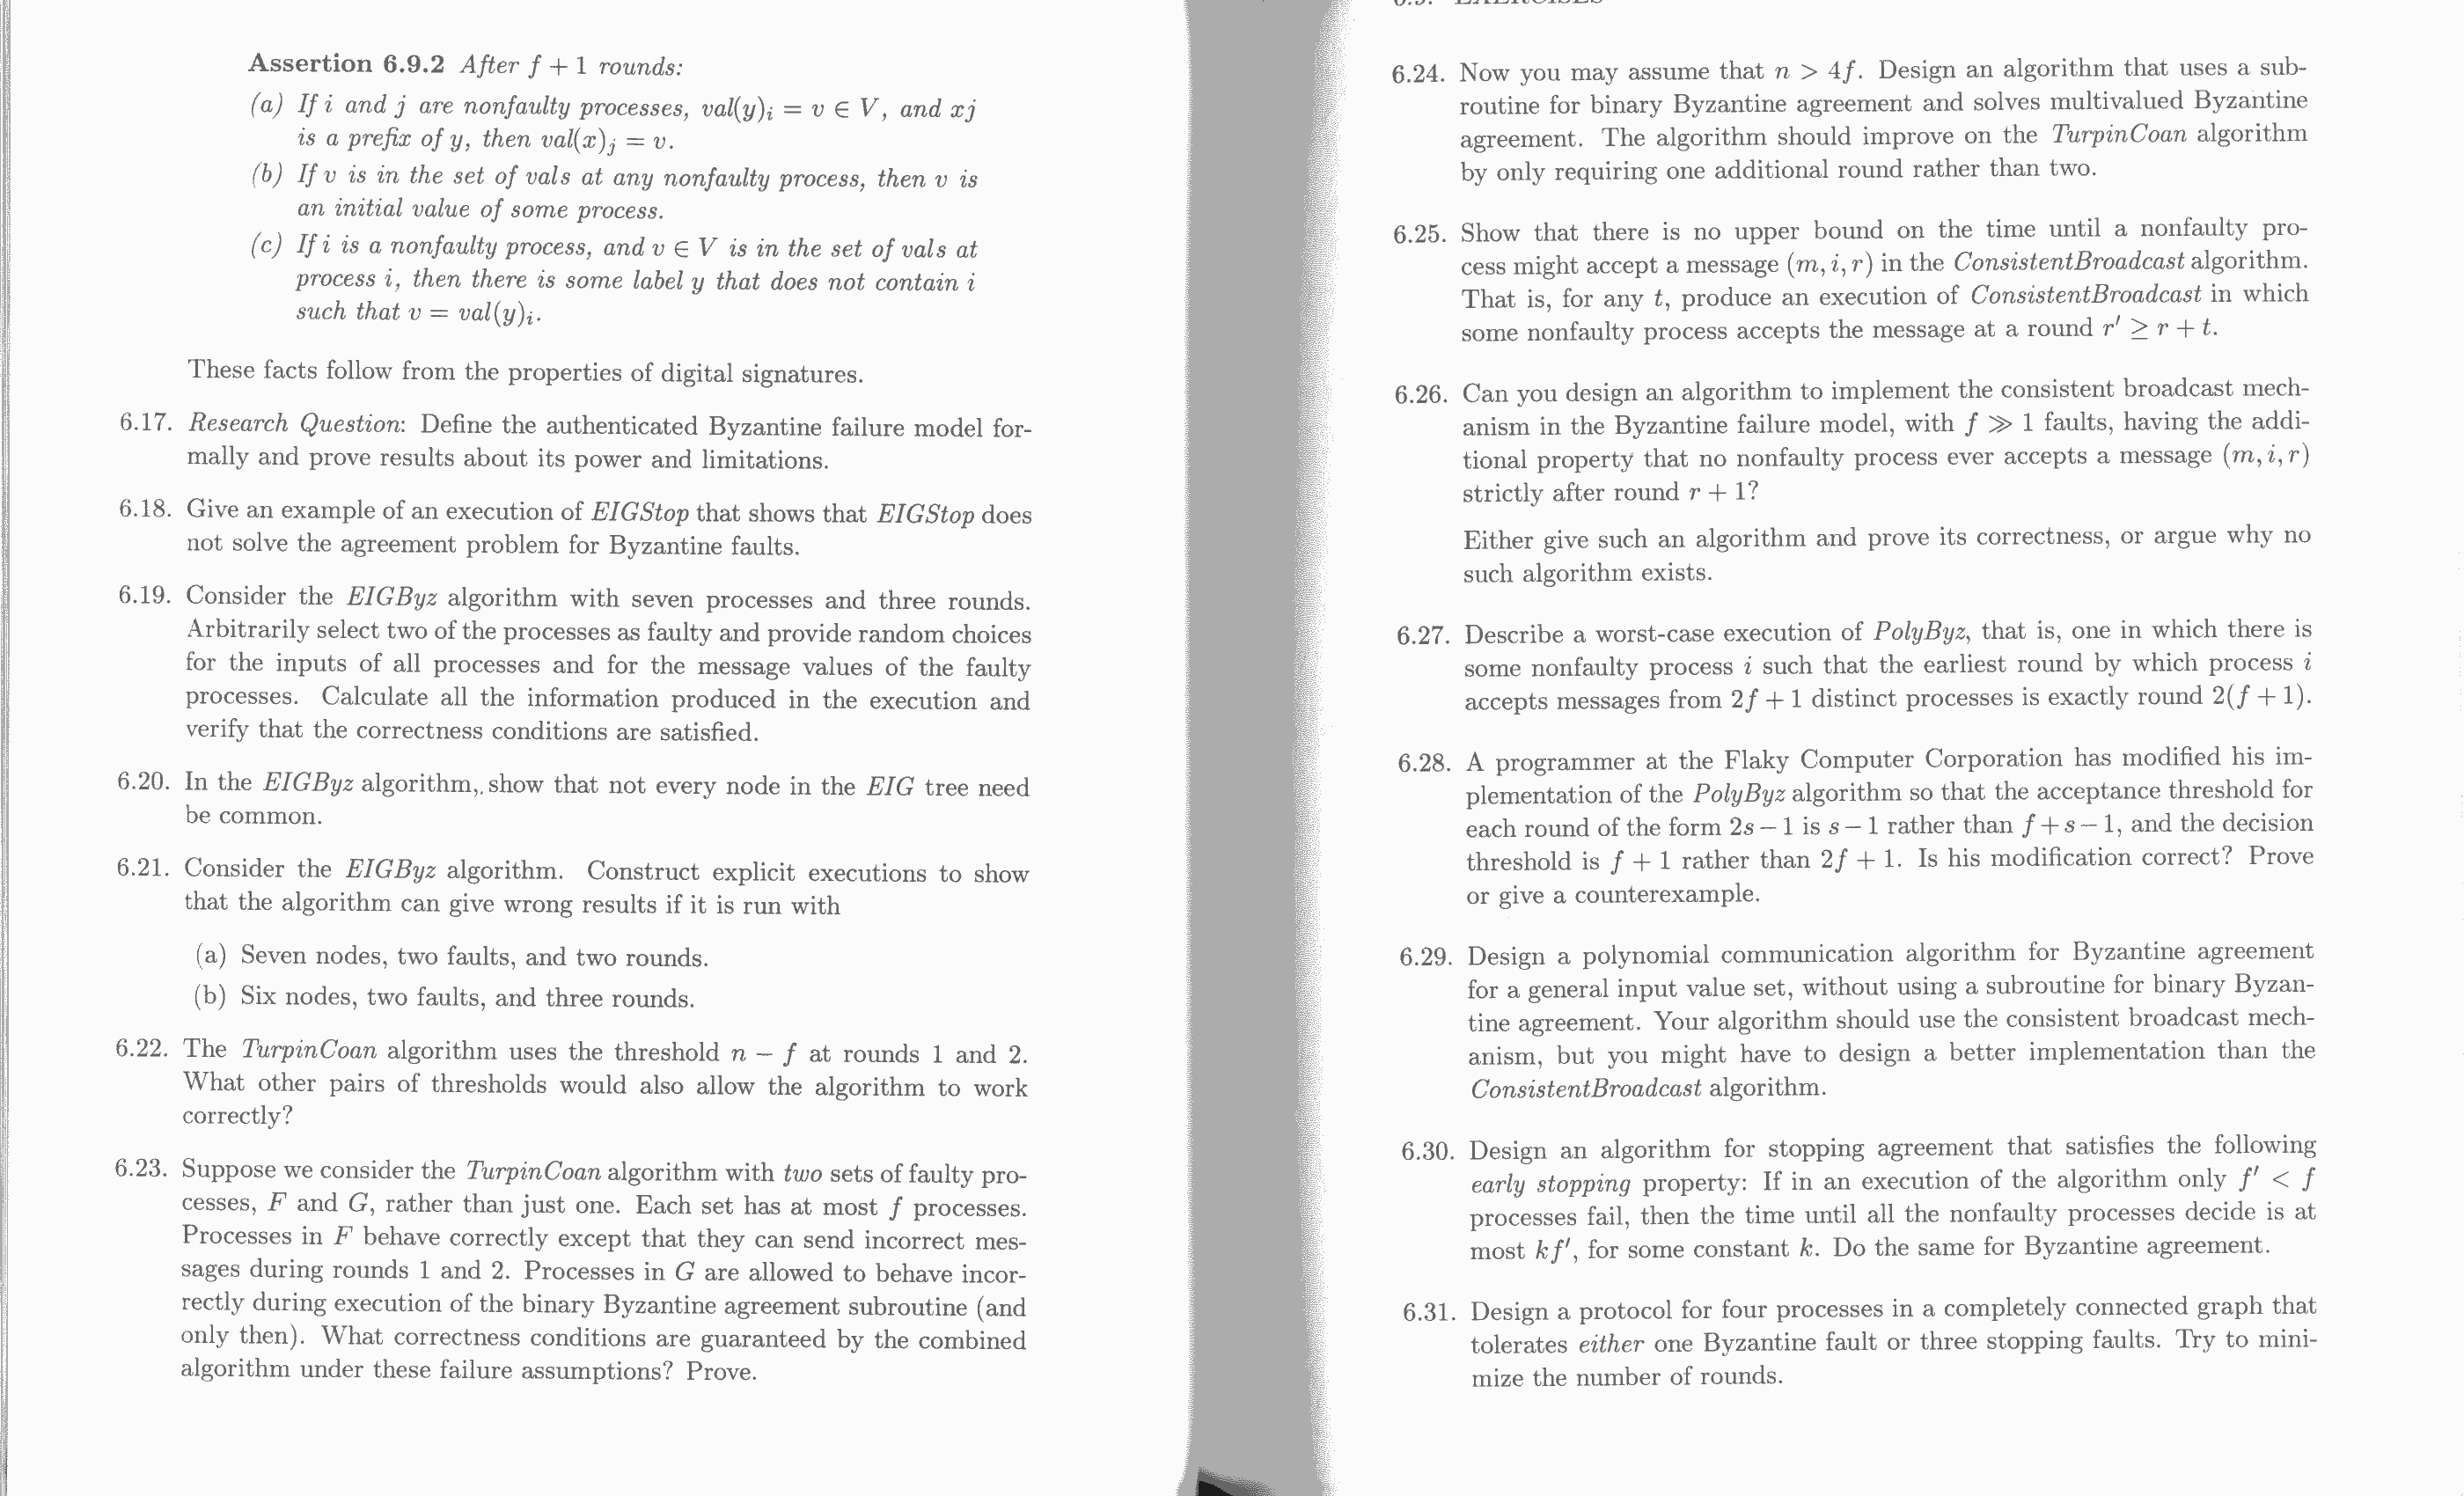 Assertion 6.9.2 After f + 1 rounds:
(a) If i and j are nonfaulty processes, val(y)ᵢ = v ∈ V, and xj
is a prefix of y, then val(x)ⱼ = v.
(b) If v is in the set of vals at any nonfaulty process, then v is
an initial value of some process.
(c) If i is a nonfaulty process, and v ∈ V is in the set of vals at
process i, then there is some label y that does not contain i
such that v = val(y)ᵢ.
These facts follow from the properties of digital signatures.
6.17. Research Question: Define the authenticated Byzantine failure model for-
mally and prove results about its power and limitations.
6.18. Give an example of an execution of EIGStop that shows that EIGStop does
not solve the agreement problem for Byzantine faults.
6.19. Consider the EIGByz algorithm with seven processes and three rounds.
Arbitrarily select two of the processes as faulty and provide random choices
for the inputs of all processes and for the message values of the faulty
processes. Calculate all the information produced in the execution and
verify that the correctness conditions are satisfied.
6.20. In the EIGByz algorithm, show that not every node in the EIG tree need
be common.
6.21. Consider the EIGByz algorithm. Construct explicit executions to show
that the algorithm can give wrong results if it is run with
(a) Seven nodes, two faults, and two rounds.
(b) Six nodes, two faults, and three rounds.
6.22. The TurpinCoan algorithm uses the threshold n − f at rounds 1 and 2.
What other pairs of thresholds would also allow the algorithm to work
correctly?
6.23. Suppose we consider the TurpinCoan algorithm with two sets of faulty pro-
cesses, F and G, rather than just one. Each set has at most f processes.
Processes in F behave correctly except that they can send incorrect mes-
sages during rounds 1 and 2. Processes in G are allowed to behave incor-
rectly during execution of the binary Byzantine agreement subroutine (and
only then). What correctness conditions are guaranteed by the combined
algorithm under these failure assumptions? Prove.
6.24. Now you may assume that n > 4f. Design an algorithm that uses a sub-
routine for binary Byzantine agreement and solves multivalued Byzantine
agreement. The algorithm should improve on the TurpinCoan algorithm
by only requiring one additional round rather than two.
6.25. Show that there is no upper bound on the time until a nonfaulty pro-
cess might accept a message (m, i, r) in the ConsistentBroadcast algorithm.
That is, for any t, produce an execution of ConsistentBroadcast in which
some nonfaulty process accepts the message at a round r′ ≥ r + t.
6.26. Can you design an algorithm to implement the consistent broadcast mech-
anism in the Byzantine failure model, with f ≫ 1 faults, having the addi-
tional property that no nonfaulty process ever accepts a message (m, i, r)
strictly after round r + 1?
Either give such an algorithm and prove its correctness, or argue why no
such algorithm exists.
6.27. Describe a worst-case execution of PolyByz, that is, one in which there is
some nonfaulty process i such that the earliest round by which process i
accepts messages from 2f + 1 distinct processes is exactly round 2(f + 1).
6.28. A programmer at the Flaky Computer Corporation has modified his im-
plementation of the PolyByz algorithm so that the acceptance threshold for
each round of the form 2s − 1 is s − 1 rather than f + s − 1, and the decision
threshold is f + 1 rather than 2f + 1. Is his modification correct? Prove
or give a counterexample.
6.29. Design a polynomial communication algorithm for Byzantine agreement
for a general input value set, without using a subroutine for binary Byzan-
tine agreement. Your algorithm should use the consistent broadcast mech-
anism, but you might have to design a better implementation than the
ConsistentBroadcast algorithm.
6.30. Design an algorithm for stopping agreement that satisfies the following
early stopping property: If in an execution of the algorithm only f′ < f
processes fail, then the time until all the nonfaulty processes decide is at
most kf′, for some constant k. Do the same for Byzantine agreement.
6.31. Design a protocol for four processes in a completely connected graph that
tolerates either one Byzantine fault or three stopping faults. Try to mini-
mize the number of rounds.